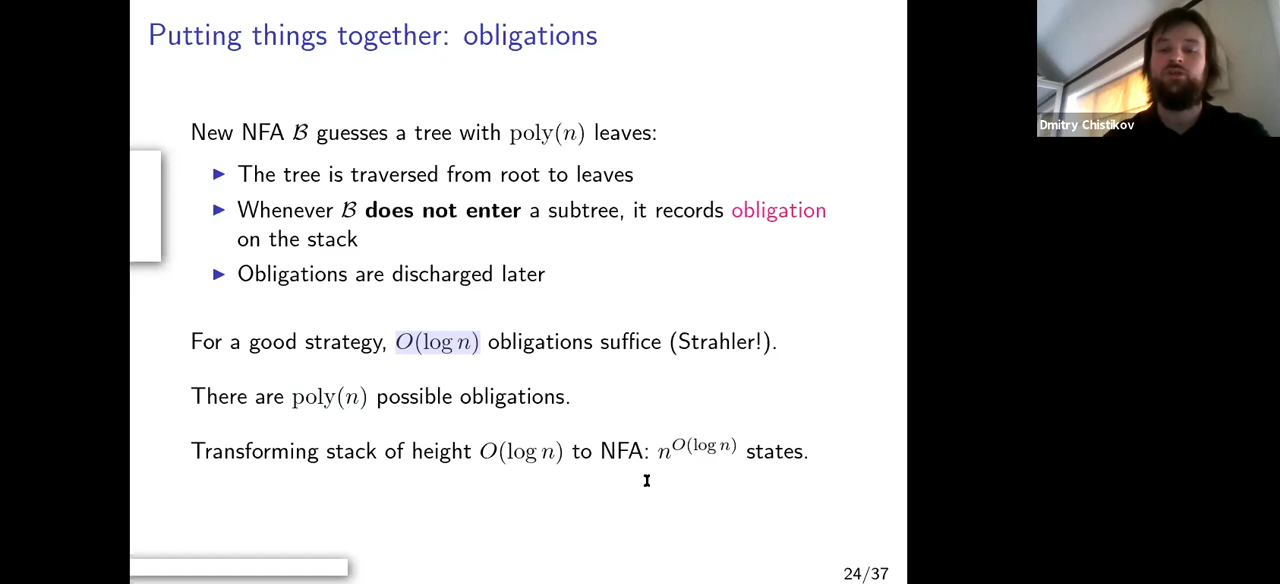 Putting things together: obligations
New NFA ℬ guesses a tree with poly(n) leaves:
▶ The tree is traversed from root to leaves
▶ Whenever ℬ does not enter a subtree, it records obligation
on the stack
▶ Obligations are discharged later
For a good strategy, O(log n) obligations suffice (Strahler!).
There are poly(n) possible obligations.
Transforming stack of height O(log n) to NFA: n^{O(log n)} states.
24/37
Dmitry Chistikov